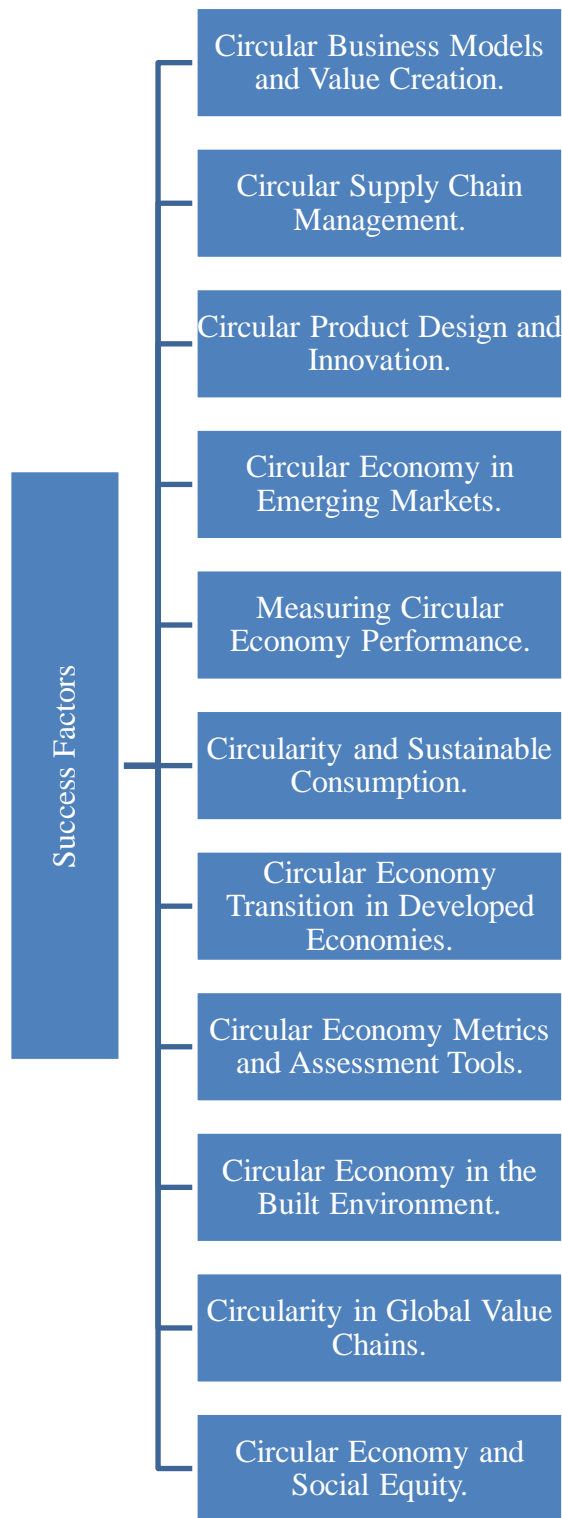 Success Factors
Circular Business Models
and Value Creation.
Circular Supply Chain
Management.
Circular Product Design and
Innovation.
Circular Economy in
Emerging Markets.
Measuring Circular
Economy Performance.
Circularity and Sustainable
Consumption.
Circular Economy
Transition in Developed
Economies.
Circular Economy Metrics
and Assessment Tools.
Circular Economy in the
Built Environment.
Circularity in Global Value
Chains.
Circular Economy and
Social Equity.